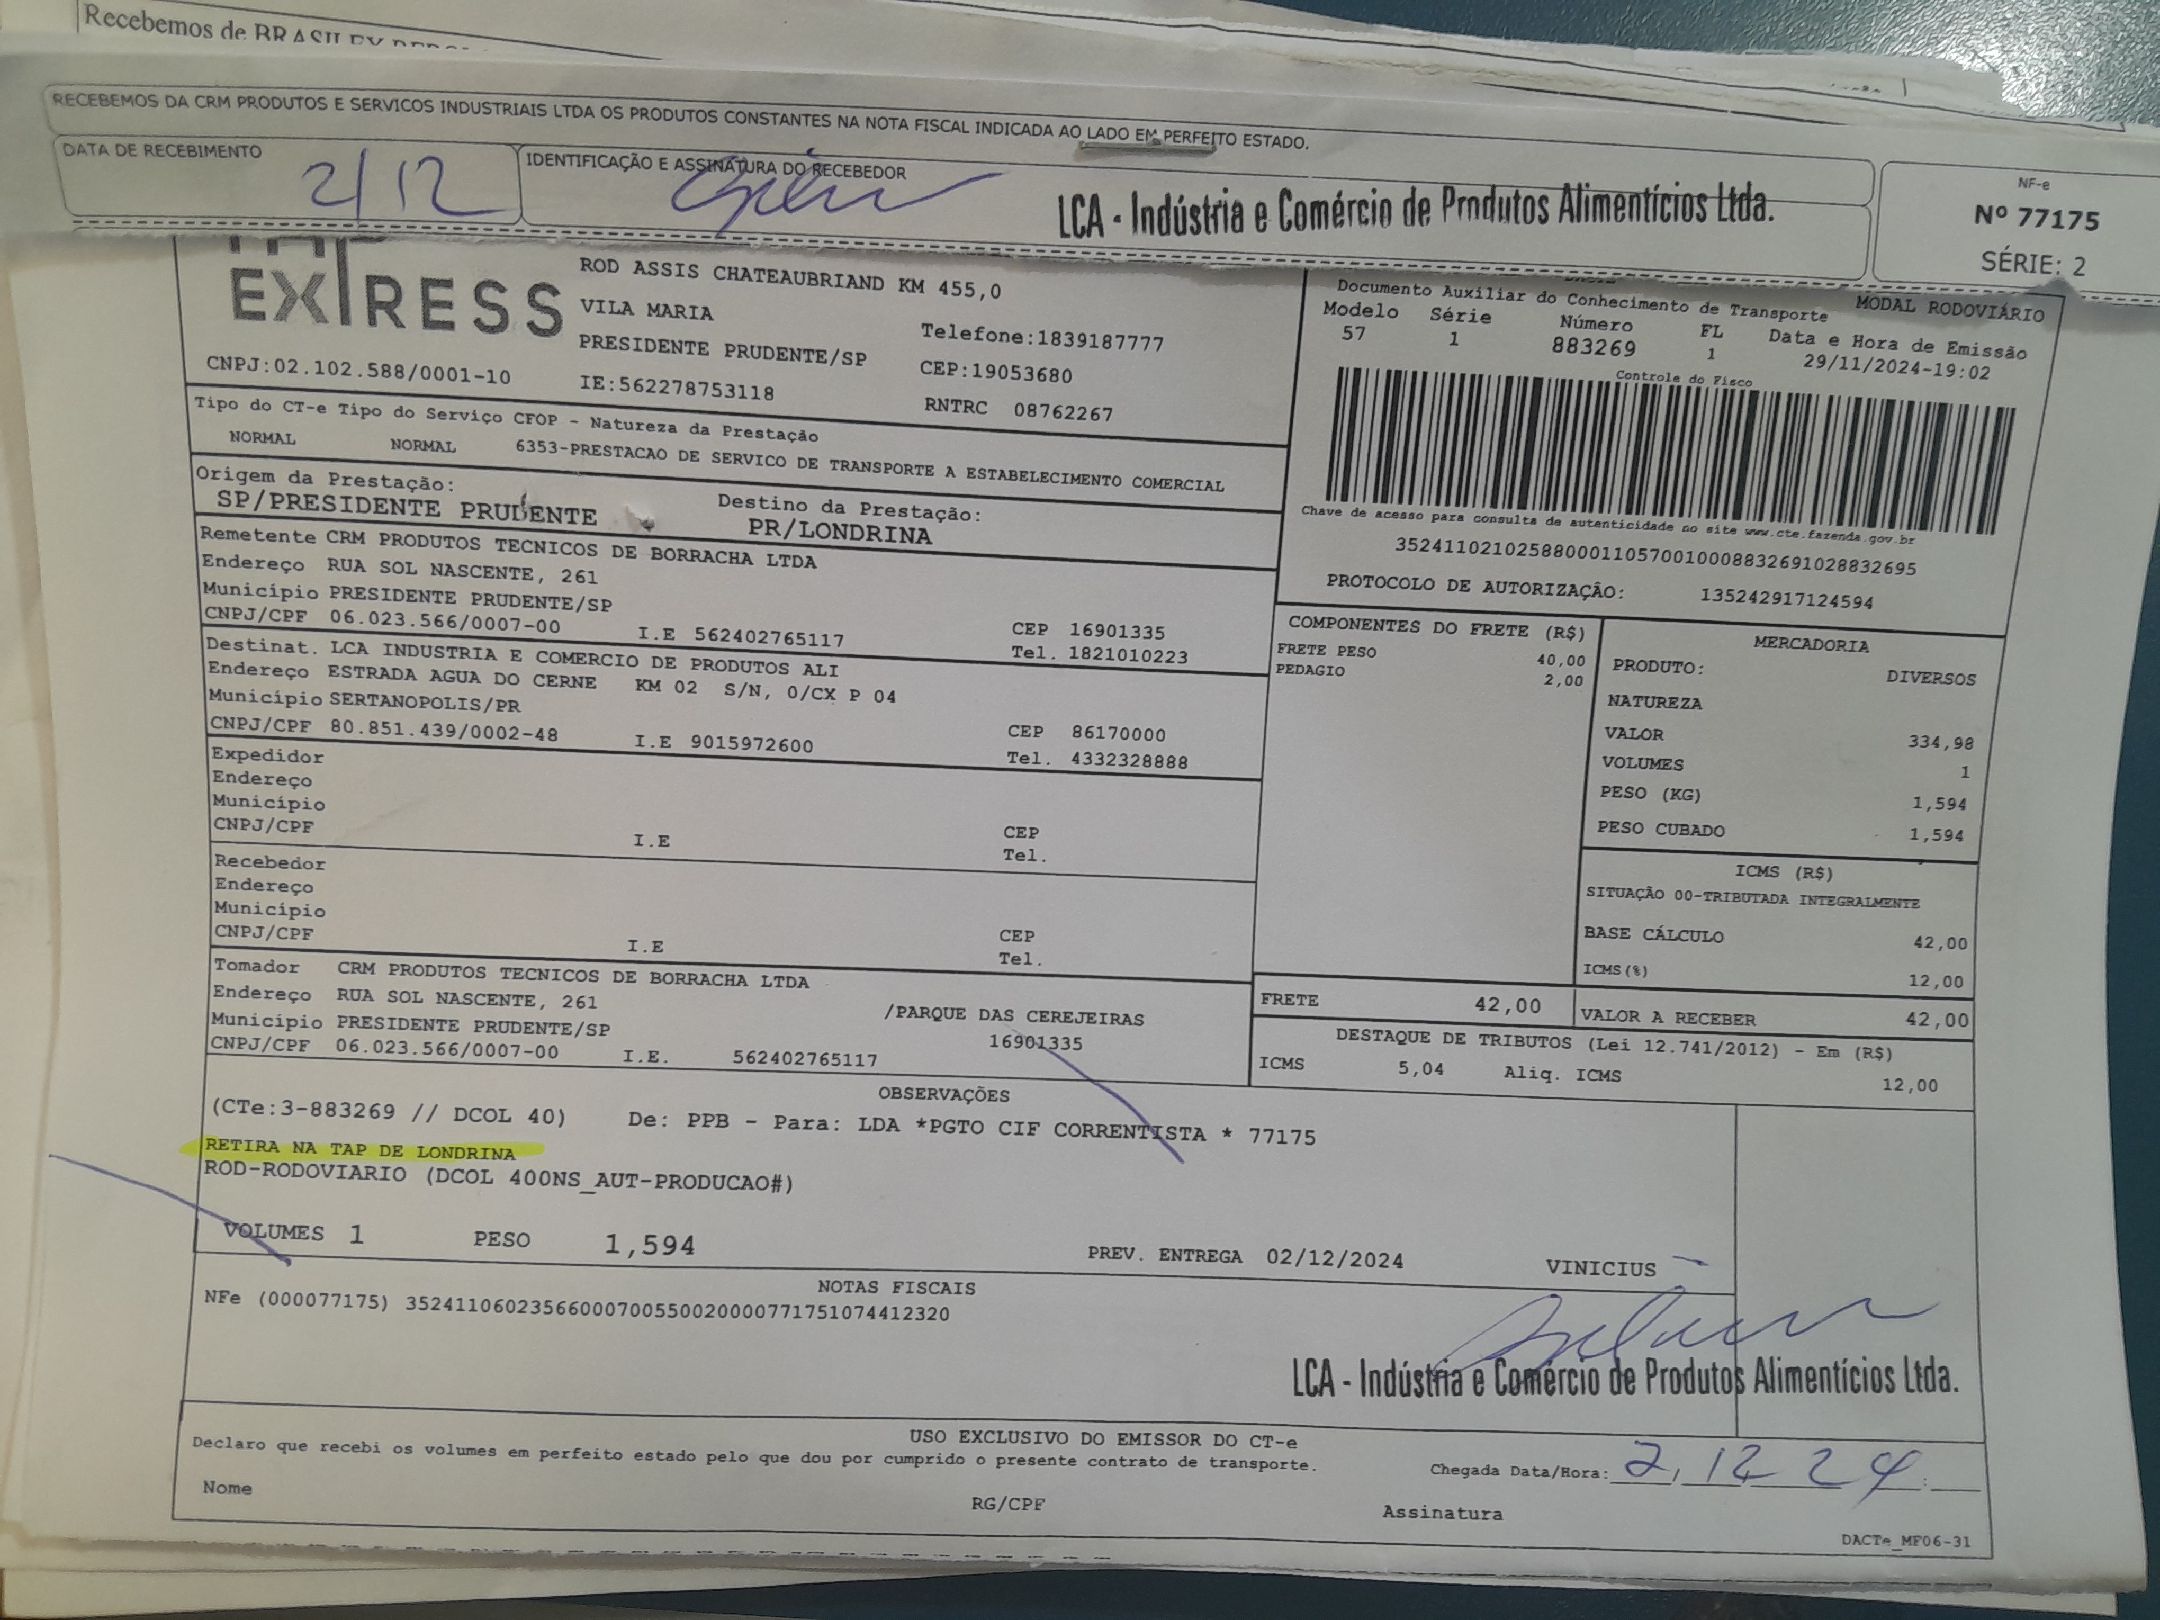 Recebemos de
RECEBEMOS DA CRM PRODUTOS E SERVICOS INDUSTRIAIS LTDA OS PRODUTOS CONSTANTES NA NOTA FISCAL INDICADA AO LADO EM PERFEITO ESTADO.
DATA DE RECEBIMENTO
2/12
IDENTIFICAÇÃO E ASSINATURA DO RECEBEDOR
LCA - Indústria e Comércio de Produtos Alimentícios Ltda.
NF-e
Nº 77175
SÉRIE: 2
EXPRESS
CNPJ:02.102.588/0001-10
ROD ASSIS CHATEAUBRIAND KM 455,0
VILA MARIA
PRESIDENTE PRUDENTE/SP
IE:562278753118
Telefone:1839187777
CEP:19053680
RNTRC 08762267
Documento Auxiliar do Conhecimento de Transporte
MODAL RODOVIÁRIO
Modelo Série Número FL Data e Hora de Emissão
57 1 883269 1 29/11/2024-19:02
Controle do Fisco
Chave de acesso para consulta de autenticidade no site www.cte.fazenda.gov.br
35241102102588000110570010008832691028832695
PROTOCOLO DE AUTORIZAÇÃO: 135242917124594
Tipo do CT-e Tipo do Serviço CFOP - Natureza da Prestação
NORMAL NORMAL 6353-PRESTACAO DE SERVICO DE TRANSPORTE A ESTABELECIMENTO COMERCIAL
Origem da Prestação: Destino da Prestação:
SP/PRESIDENTE PRUDENTE PR/LONDRINA
Remetente CRM PRODUTOS TECNICOS DE BORRACHA LTDA
Endereço RUA SOL NASCENTE, 261
Município PRESIDENTE PRUDENTE/SP CEP 16901335
CNPJ/CPF 06.023.566/0007-00 I.E 562402765117 Tel. 1821010223
Destinat. LCA INDUSTRIA E COMERCIO DE PRODUTOS ALI
Endereço ESTRADA AGUA DO CERNE KM 02 S/N, 0/CX P 04
Município SERTANOPOLIS/PR CEP 86170000
CNPJ/CPF 80.851.439/0002-48 I.E 9015972600 Tel. 4332328888
Expedidor
Endereço
Município CEP
CNPJ/CPF I.E Tel.
Recebedor
Endereço
Município CEP
CNPJ/CPF I.E Tel.
Tomador CRM PRODUTOS TECNICOS DE BORRACHA LTDA
Endereço RUA SOL NASCENTE, 261 /PARQUE DAS CEREJEIRAS
Município PRESIDENTE PRUDENTE/SP 16901335
CNPJ/CPF 06.023.566/0007-00 I.E. 562402765117
COMPONENTES DO FRETE (R$)
FRETE PESO 40,00
PEDAGIO 2,00
MERCADORIA
PRODUTO: DIVERSOS
NATUREZA
VALOR 334,98
VOLUMES 1
PESO (KG) 1,594
PESO CUBADO 1,594
ICMS (R$)
SITUAÇÃO 00-TRIBUTADA INTEGRALMENTE
BASE CÁLCULO 42,00
ICMS(%) 12,00
FRETE 42,00 VALOR A RECEBER 42,00
DESTAQUE DE TRIBUTOS (Lei 12.741/2012) - Em (R$)
ICMS 5,04 Aliq. ICMS 12,00
OBSERVAÇÕES
(CTe:3-883269 // DCOL 40) De: PPB - Para: LDA *PGTO CIF CORRENTISTA * 77175
RETIRA NA TAP DE LONDRINA
ROD-RODOVIARIO (DCOL 400NS_AUT-PRODUCAO#)
VOLUMES 1 PESO 1,594 PREV. ENTREGA 02/12/2024 VINICIUS
NOTAS FISCAIS
NFe (000077175) 35241106023566000700550020000771751074412320
LCA - Indústria e Comércio de Produtos Alimentícios Ltda.
USO EXCLUSIVO DO EMISSOR DO CT-e
Declaro que recebi os volumes em perfeito estado pelo que dou por cumprido o presente contrato de transporte.
Chegada Data/Hora: 2, 12 24
Nome RG/CPF Assinatura
DACTe_MF06-31